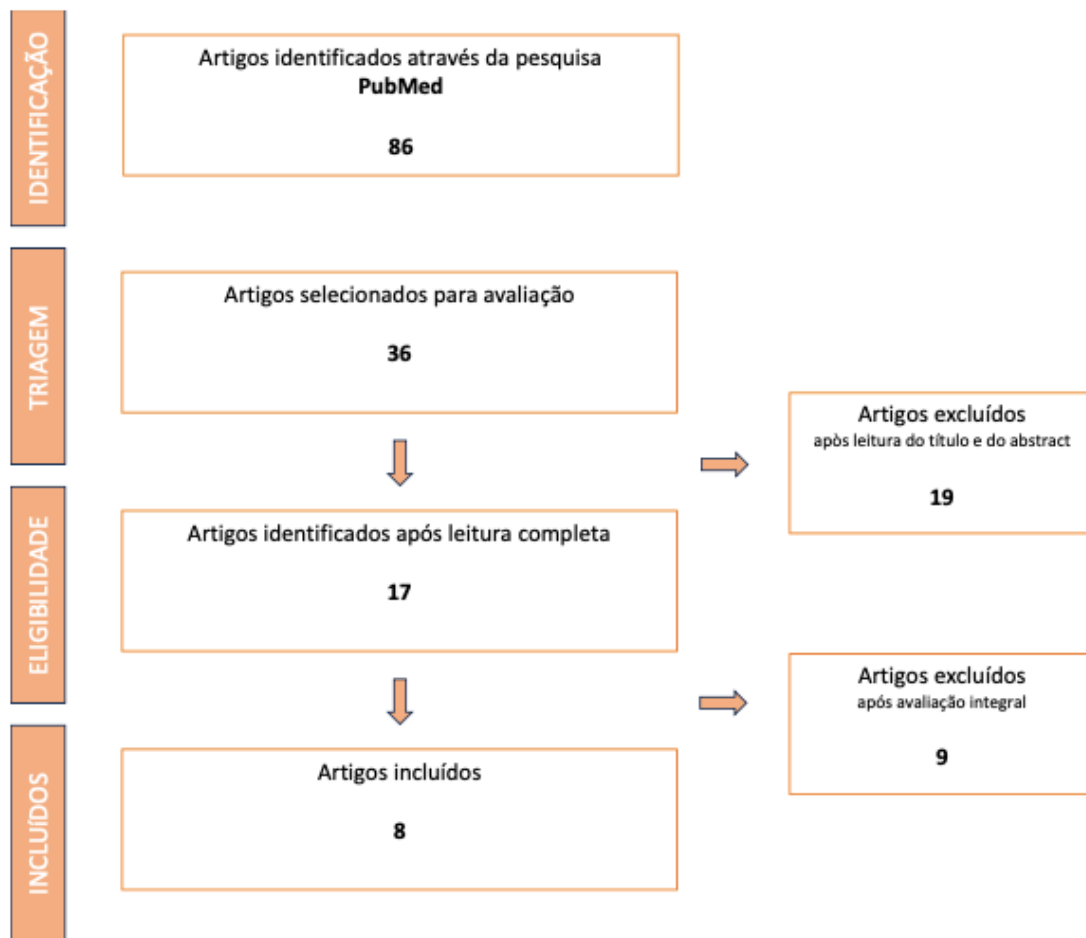 IDENTIFICAÇÃO
Artigos identificados através da pesquisa
PubMed
86
TRIAGEM
Artigos selecionados para avaliação
36
Artigos excluídos
apòs leitura do título e do abstract
19
ELIGIBILIDADE
Artigos identificados após leitura completa
17
Artigos excluídos
após avaliação integral
9
INCLUÍDOS
Artigos incluídos
8